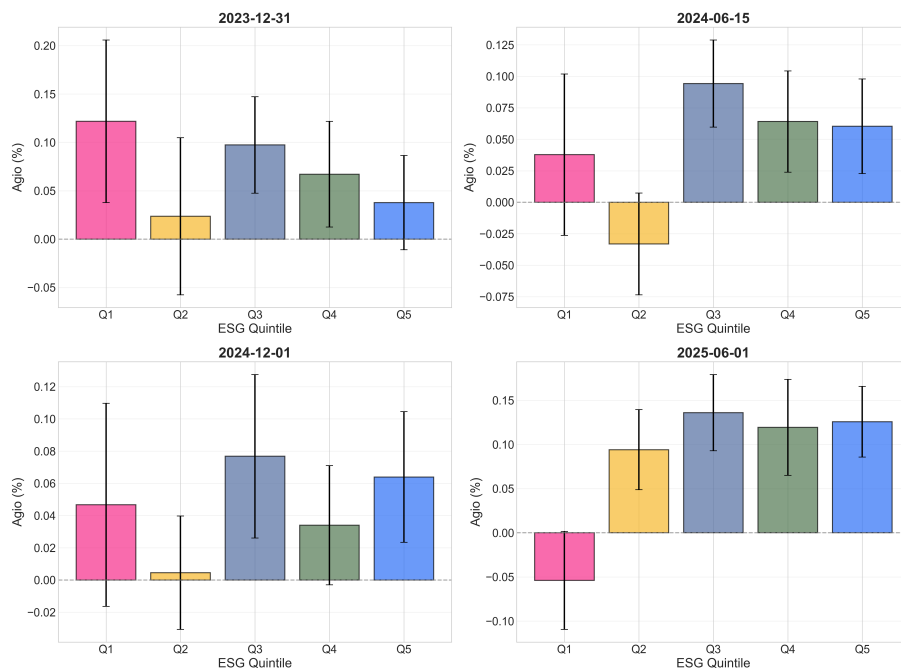 2023-12-31
0.20
0.15
0.10
0.05
0.00
−0.05
Agio (%)
Q1 Q2 Q3 Q4 Q5
ESG Quintile
2024-06-15
0.125
0.100
0.075
0.050
0.025
0.000
−0.025
−0.050
−0.075
Agio (%)
Q1 Q2 Q3 Q4 Q5
ESG Quintile
2024-12-01
0.12
0.10
0.08
0.06
0.04
0.02
0.00
−0.02
Agio (%)
Q1 Q2 Q3 Q4 Q5
ESG Quintile
2025-06-01
0.15
0.10
0.05
0.00
−0.05
−0.10
Agio (%)
Q1 Q2 Q3 Q4 Q5
ESG Quintile